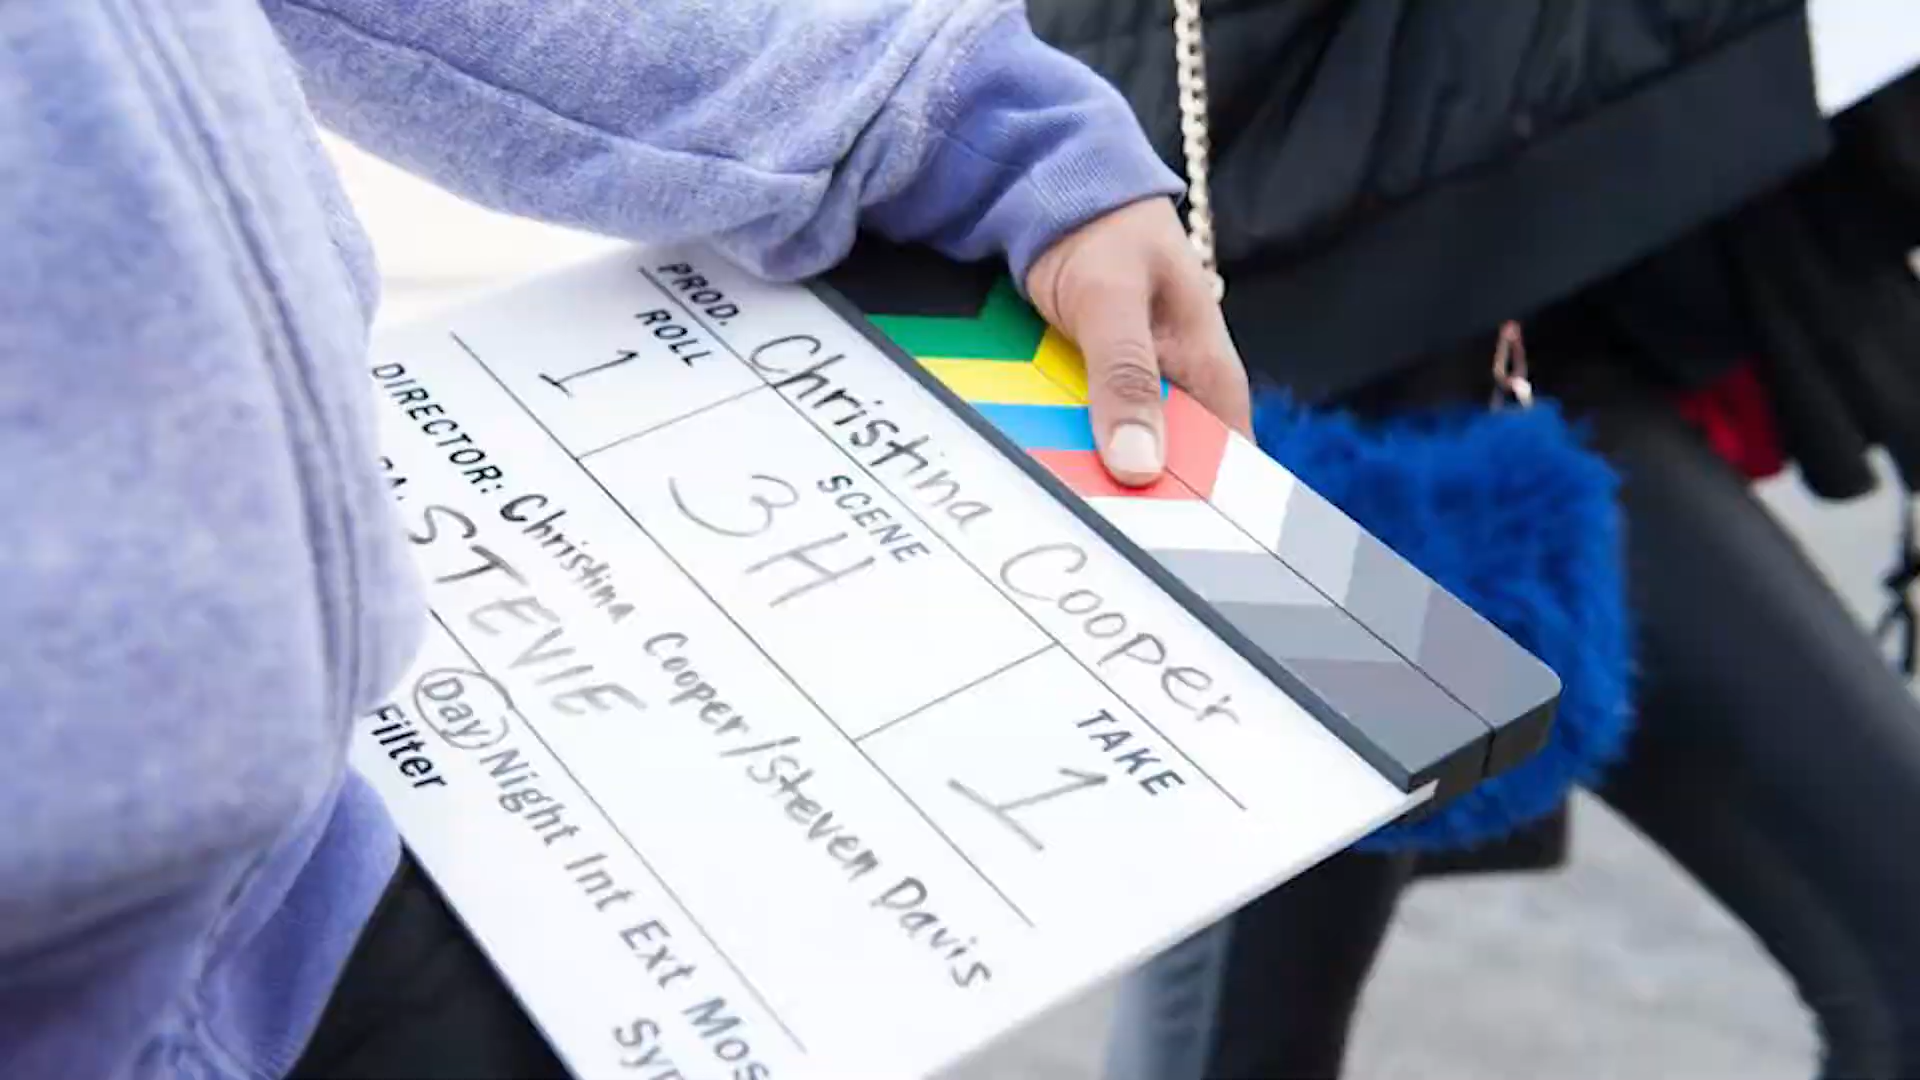 PROD. Christina Cooper
ROLL SCENE TAKE
1 3H 1
DIRECTOR: Christina Cooper/Steven Davis
STEVIE
Day Night Int Ext Mos
Filter